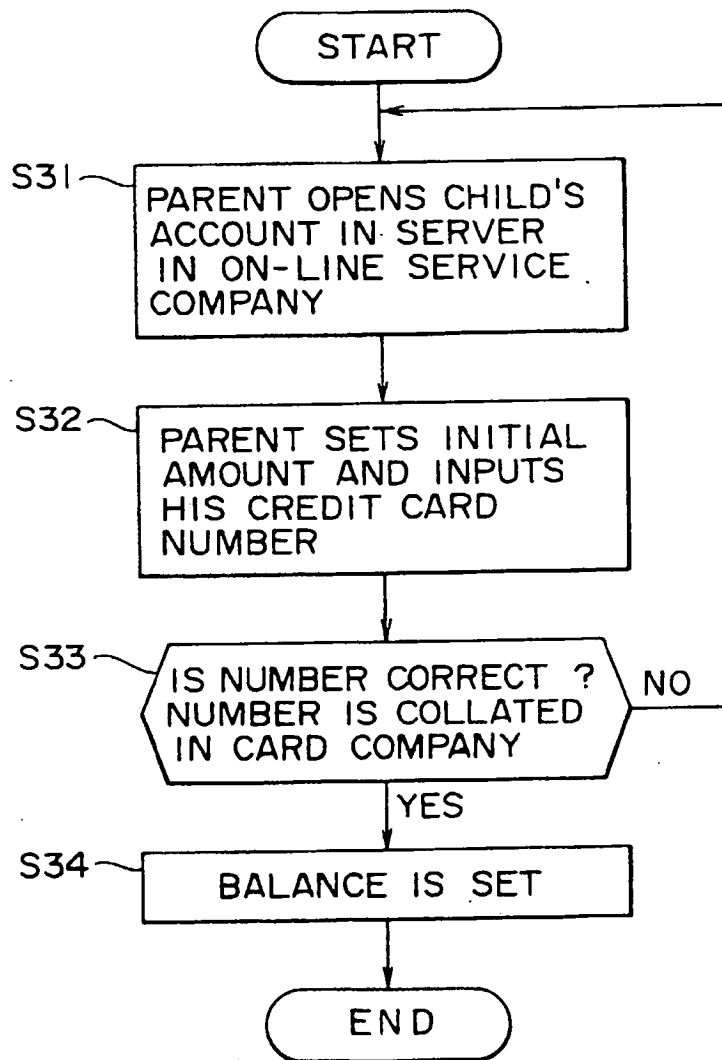 START
S31
PARENT OPENS CHILD'S
ACCOUNT IN SERVER
IN ON-LINE SERVICE
COMPANY
S32
PARENT SETS INITIAL
AMOUNT AND INPUTS
HIS CREDIT CARD
NUMBER
S33
IS NUMBER CORRECT ?
NUMBER IS COLLATED
IN CARD COMPANY
NO
YES
S34
BALANCE IS SET
END